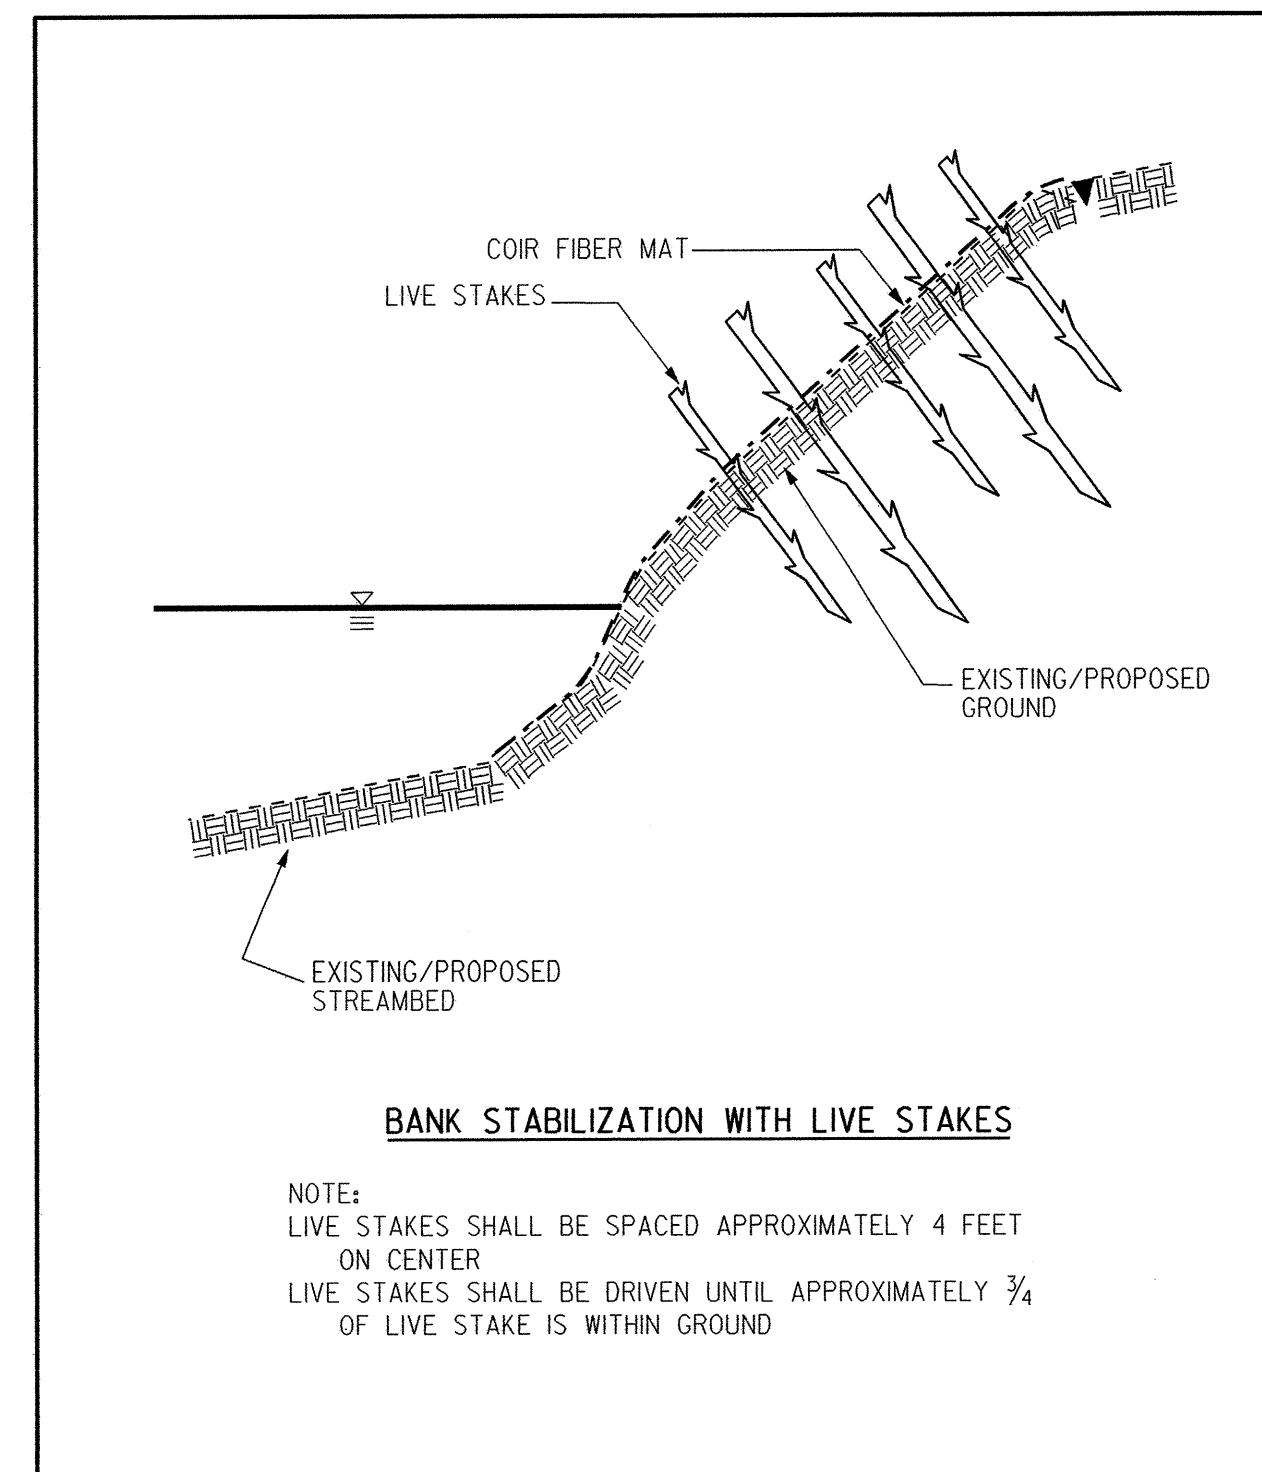 COIR FIBER MAT
LIVE STAKES
EXISTING/PROPOSED
GROUND
EXISTING/PROPOSED
STREAMBED
BANK STABILIZATION WITH LIVE STAKES
NOTE:
LIVE STAKES SHALL BE SPACED APPROXIMATELY 4 FEET
ON CENTER
LIVE STAKES SHALL BE DRIVEN UNTIL APPROXIMATELY 3/4
OF LIVE STAKE IS WITHIN GROUND